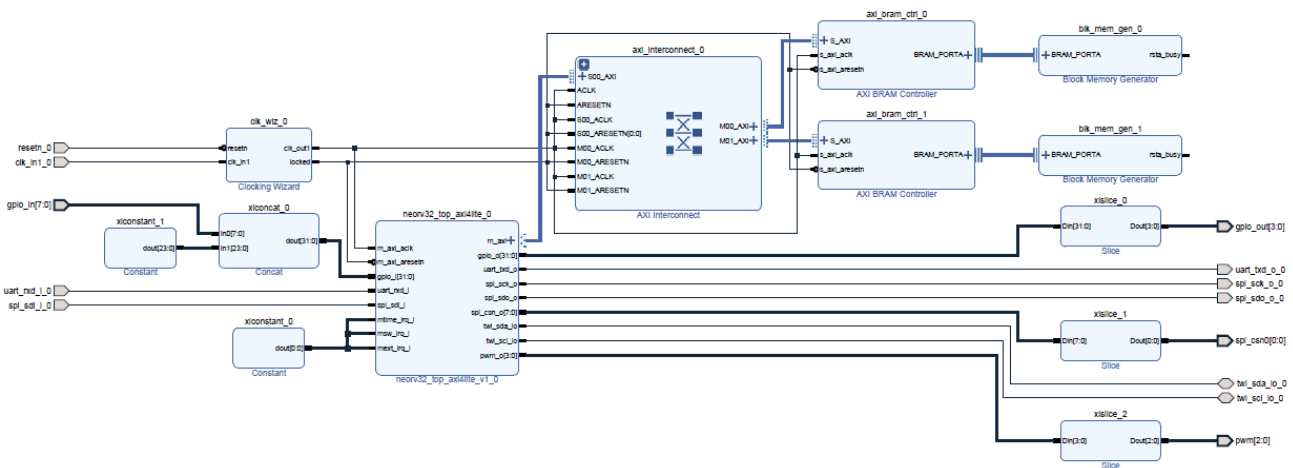 resetn_0
clk_in1_0
gpio_in[7:0]
uart_rxd_i_0
spi_sdi_i_0
clk_wiz_0
resetn
clk_in1
clk_out1
locked
Clocking Wizard
xlconstant_1
dout[23:0]
Constant
xlconcat_0
In0[7:0]
In1[23:0]
dout[31:0]
Concat
xlconstant_0
dout[0:0]
Constant
neorv32_top_axi4lite_0
m_axi_aclk
m_axi_aresetn
gpio_i[31:0]
uart_rxd_i
spi_sdi_i
mtime_irq_i
msw_irq_i
mext_irq_i
m_axi
gpio_o[31:0]
uart_txd_o
spi_sck_o
spi_sdo_o
spi_csn_o[7:0]
twi_sda_io
twi_scl_io
pwm_o[3:0]
neorv32_top_axi4lite_v1_0
axi_interconnect_0
S00_AXI
ACLK
ARESETN
S00_ACLK
S00_ARESETN[0:0]
M00_ACLK
M00_ARESETN
M01_ACLK
M01_ARESETN
M00_AXI
M01_AXI
AXI Interconnect
axi_bram_ctrl_0
S_AXI
s_axi_aclk
s_axi_aresetn
BRAM_PORTA
AXI BRAM Controller
blk_mem_gen_0
BRAM_PORTA
rsta_busy
Block Memory Generator
axi_bram_ctrl_1
S_AXI
s_axi_aclk
s_axi_aresetn
BRAM_PORTA
AXI BRAM Controller
blk_mem_gen_1
BRAM_PORTA
rsta_busy
Block Memory Generator
xlslice_0
Din[31:0]
Dout[3:0]
Slice
gpio_out[3:0]
uart_txd_o_0
spi_sck_o_0
spi_sdo_o_0
xlslice_1
Din[7:0]
Dout[0:0]
Slice
spi_csn0[0:0]
twi_sda_io_0
twi_scl_io_0
xlslice_2
Din[3:0]
Dout[2:0]
Slice
pwm[2:0]